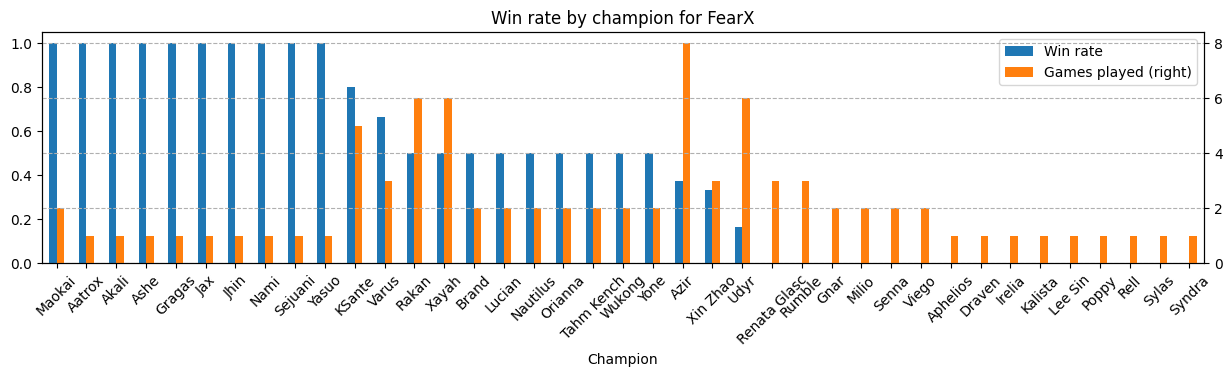 Win rate by champion for FearX
Win rate
Games played (right)
1.0
0.8
0.6
0.4
0.2
0.0
8
6
4
2
0
Maokai
Aatrox
Akali
Ashe
Gragas
Jax
Jhin
Nami
Sejuani
Yasuo
KSante
Varus
Rakan
Xayah
Brand
Lucian
Nautilus
Orianna
Tahm Kench
Wukong
Yone
Azir
Xin Zhao
Udyr
Renata Glasc
Rumble
Gnar
Milio
Senna
Viego
Aphelios
Draven
Irelia
Kalista
Lee Sin
Poppy
Rell
Sylas
Syndra
Champion